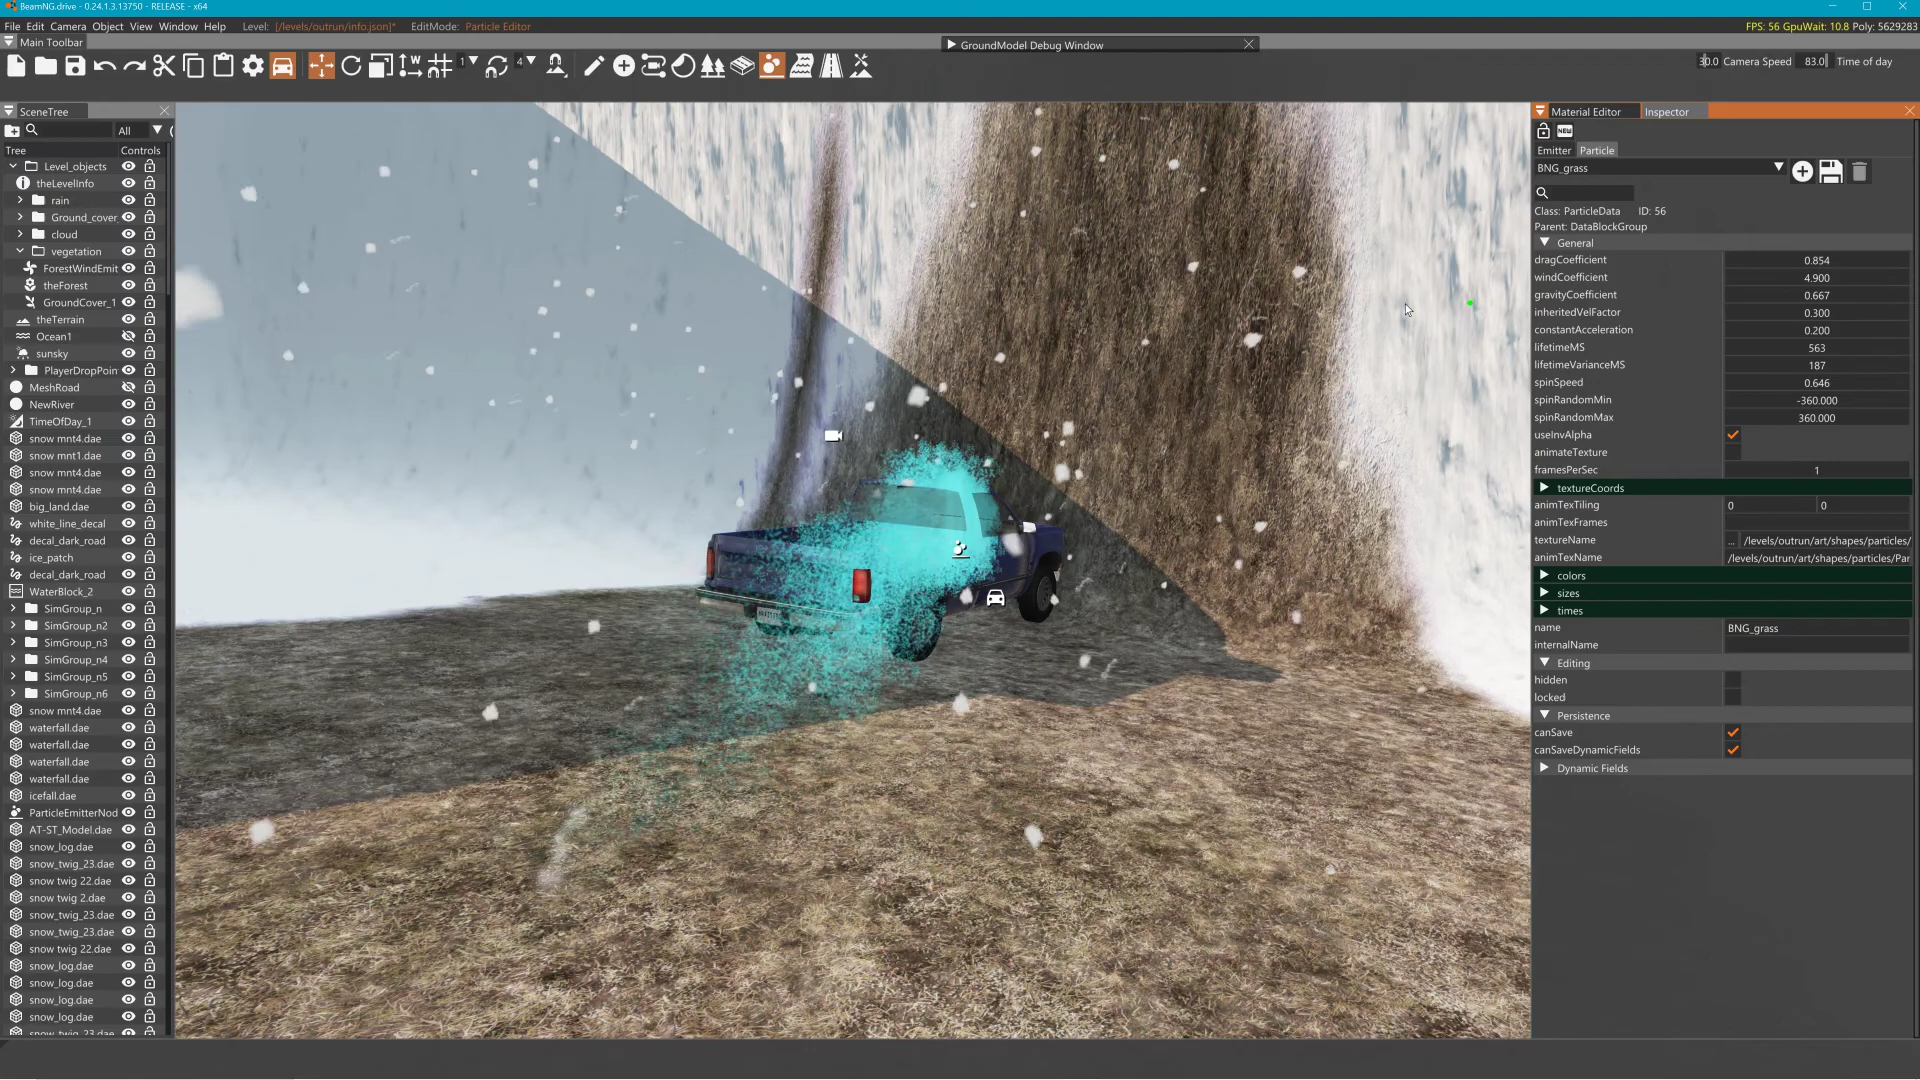 BeamNG.drive - 0.24.1.3.13750 - RELEASE - x64
File Edit Camera Object View Window Help Level: [/levels/outrun/info.json]* EditMode: Particle Editor
FPS: 56 GpuWait: 10.8 Poly: 5629283
Main Toolbar
GroundModel Debug Window
1 4
30.0 Camera Speed 83.0 Time of day
SceneTree
All
Tree Controls
Level_objects
theLevelInfo
rain
Ground_cover
cloud
vegetation
ForestWindEmit
theForest
GroundCover_1
theTerrain
Ocean1
sunsky
PlayerDropPoin
MeshRoad
NewRiver
TimeOfDay_1
snow mnt4.dae
snow mnt1.dae
snow mnt4.dae
snow mnt4.dae
big_land.dae
white_line_decal
decal_dark_road
ice_patch
decal_dark_road
WaterBlock_2
SimGroup_n
SimGroup_n2
SimGroup_n3
SimGroup_n4
SimGroup_n5
SimGroup_n6
snow mnt4.dae
waterfall.dae
waterfall.dae
waterfall.dae
waterfall.dae
icefall.dae
ParticleEmitterNod
AT-ST_Model.dae
snow_log.dae
snow_twig_23.dae
snow twig 22.dae
snow twig 2.dae
snow_twig_23.dae
snow_twig_23.dae
snow twig 22.dae
snow_log.dae
snow_log.dae
snow_log.dae
snow_log.dae
snow_twig_23.dae
Material Editor Inspector
NEW
Emitter Particle
BNG_grass
Class: ParticleData ID: 56
Parent: DataBlockGroup
General
dragCoefficient 0.854
windCoefficient 4.900
gravityCoefficient 0.667
inheritedVelFactor 0.300
constantAcceleration 0.200
lifetimeMS 563
lifetimeVarianceMS 187
spinSpeed 0.646
spinRandomMin -360.000
spinRandomMax 360.000
useInvAlpha
animateTexture
framesPerSec 1
textureCoords
animTexTiling 0 0
animTexFrames
textureName ... /levels/outrun/art/shapes/particles/
animTexName /levels/outrun/art/shapes/particles/Par
colors
sizes
times
name BNG_grass
internalName
Editing
hidden
locked
Persistence
canSave
canSaveDynamicFields
Dynamic Fields